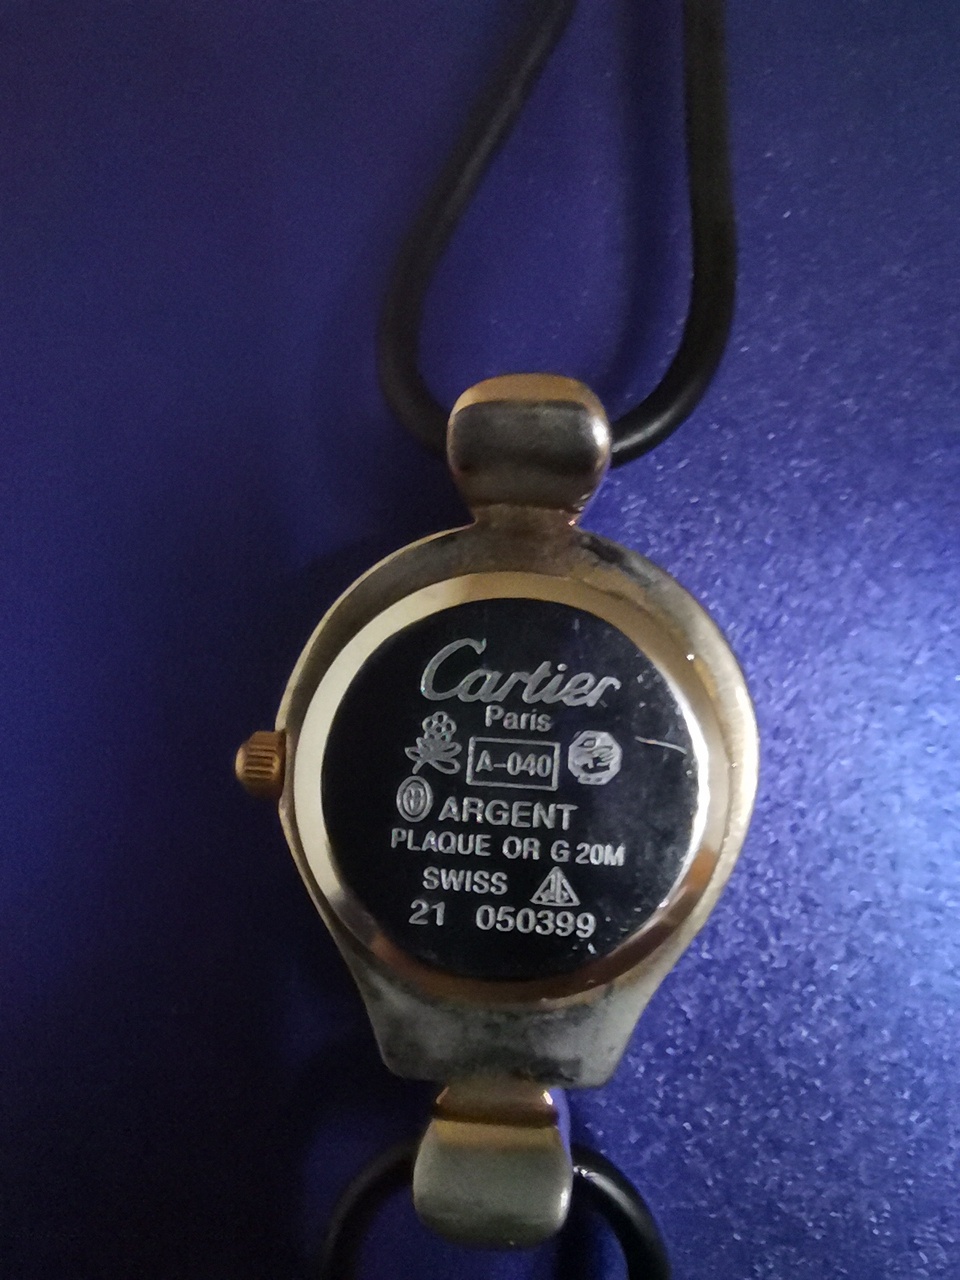 Cartier
Paris
A-040
ARGENT
PLAQUE OR G 20M
SWISS
21 050399